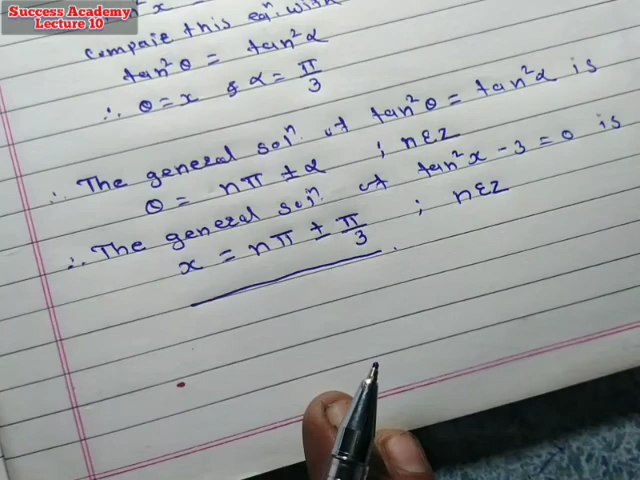 Success Academy
Lecture 10
² x
compare this eqⁿ. with
tan²θ = tan²α
∴ θ = x & α = π/3
∴ The general solⁿ. of tan²θ = tan²α is
θ = nπ ± α ; n∈Z
∴ The general solⁿ. of tan²x - 3 = 0 is
x = nπ ± π/3 ; n∈Z